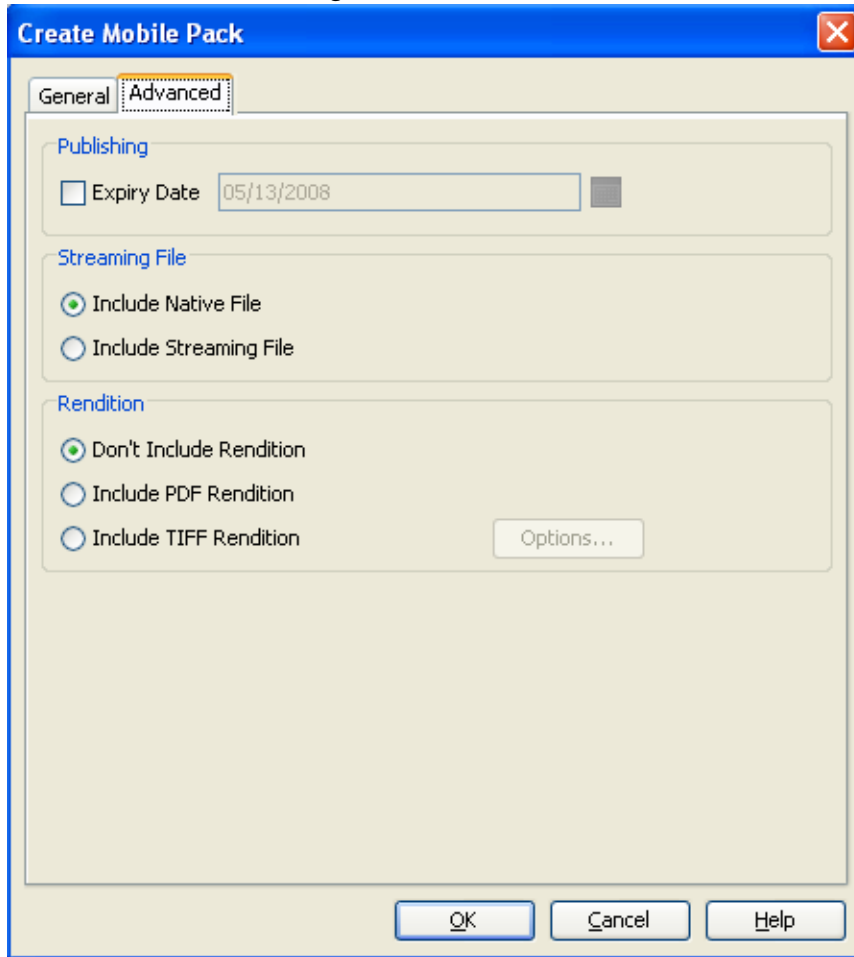 Create Mobile Pack
General Advanced
Publishing
Expiry Date 05/13/2008
Streaming File
Include Native File
Include Streaming File
Rendition
Don't Include Rendition
Include PDF Rendition
Include TIFF Rendition Options...
OK Cancel Help